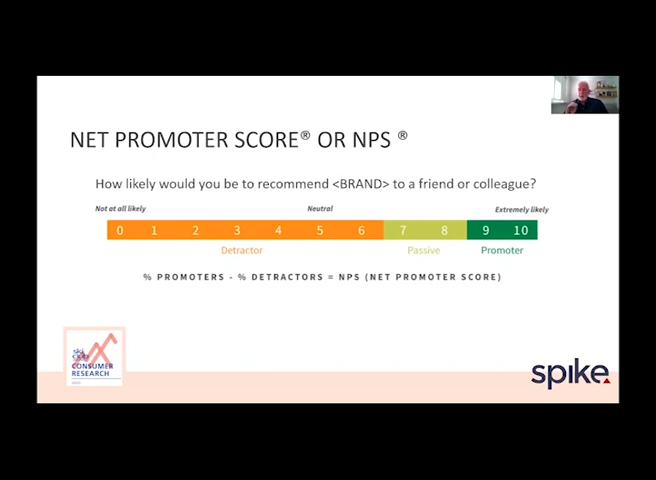 NET PROMOTER SCORE® OR NPS ®
How likely would you be to recommend <BRAND> to a friend or colleague?
Not at all likely Neutral Extremely likely
0 1 2 3 4 5 6 7 8 9 10
Detractor Passive Promoter
% PROMOTERS - % DETRACTORS = NPS (NET PROMOTER SCORE)
ski
club
CONSUMER
RESEARCH
spike